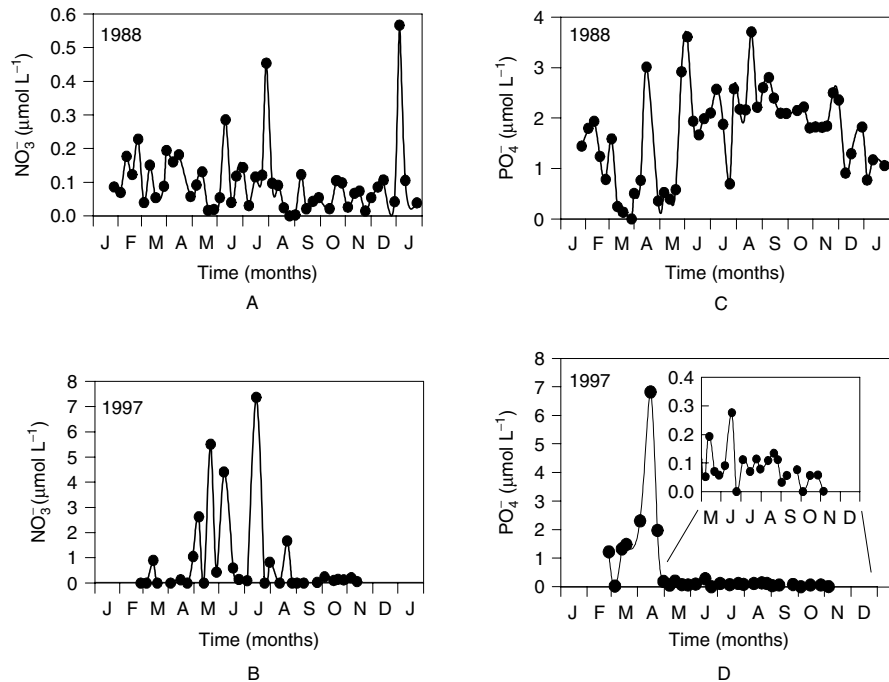 1988
NO₃⁻ (μmol L⁻¹)
0.6
0.5
0.4
0.3
0.2
0.1
0.0
J F M A M J J A S O N D J
Time (months)
A
1988
PO₄⁻ (μmol L⁻¹)
4
3
2
1
0
J F M A M J J A S O N D J
Time (months)
C
1997
NO₃⁻ (μmol L⁻¹)
8
7
6
5
4
3
2
1
0
J F M A M J J A S O N D J
Time (months)
B
1997
PO₄⁻ (μmol L⁻¹)
8
7
6
5
4
3
2
1
0
0.4
0.3
0.2
0.1
0.0
M J J A S O N D
J F M A M J J A S O N D
Time (months)
D